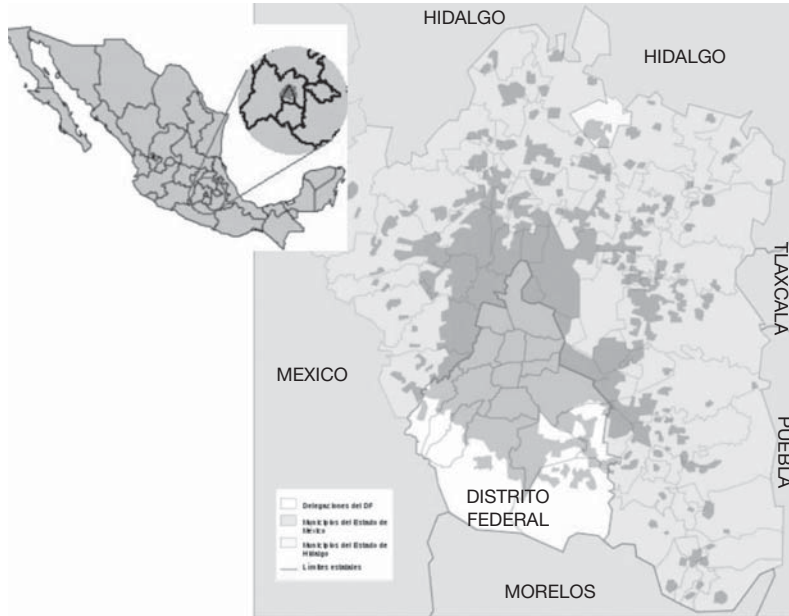 HIDALGO
HIDALGO
TLAXCALA
MEXICO
PUEBLA
DISTRITO
FEDERAL
MORELOS
Delegaciones del DF
Municipios del Estado de
México
Municipios del Estado de
Hidalgo
Límites estatales